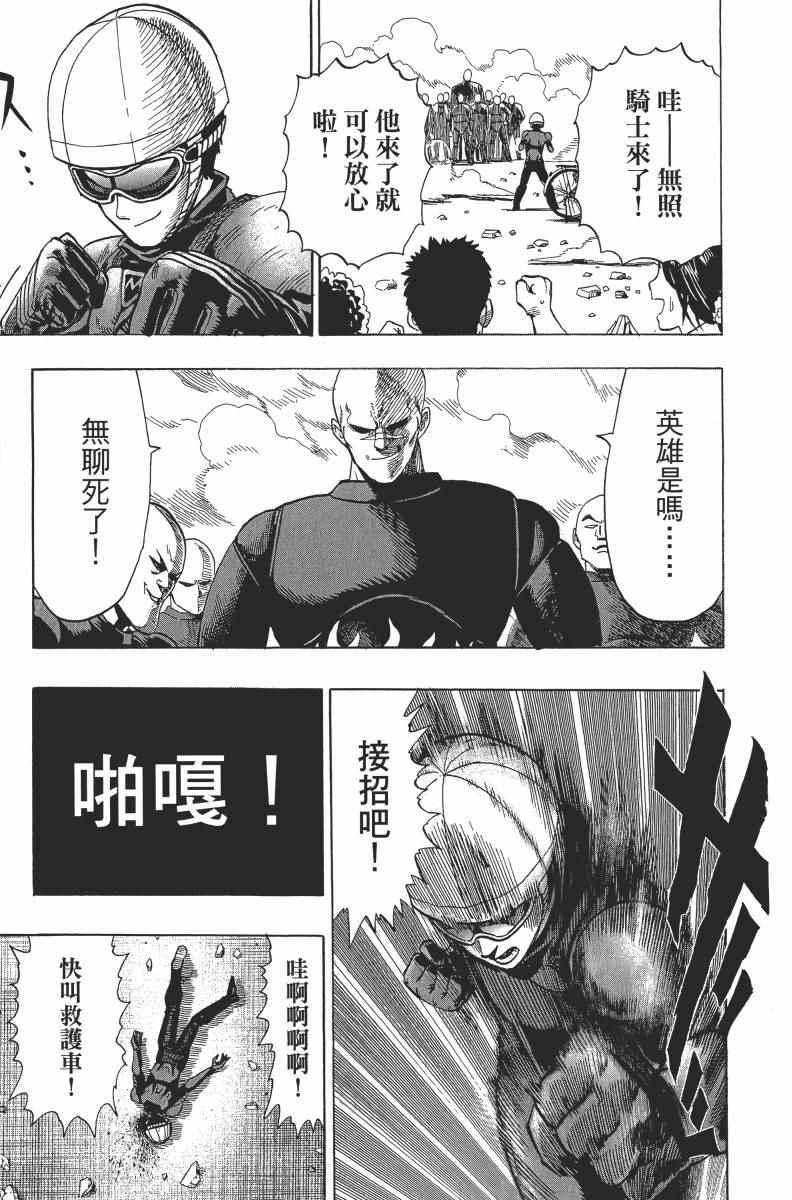 哇——無照
騎士來了！
他來了就
可以放心
啦！
ス…
英雄是嗎……
無聊死了！
接招吧！
啪嘎！
哇啊啊啊啊！
快叫救護車！